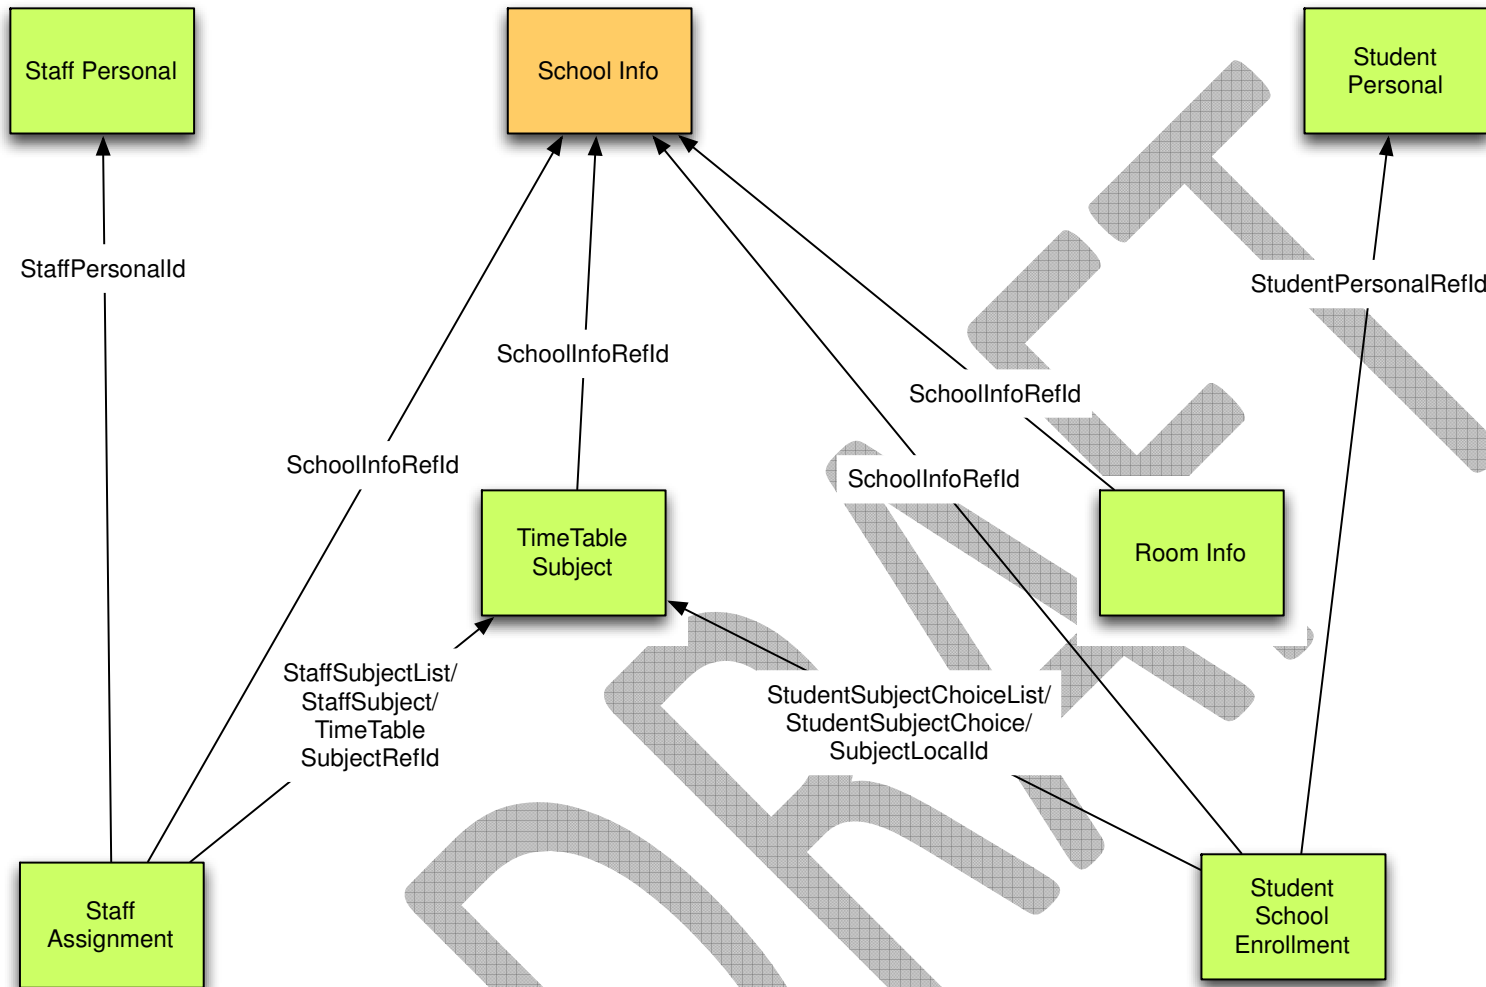 Staff Personal
School Info
Student
Personal
StaffPersonalId
StudentPersonalRefId
SchoolInfoRefId
SchoolInfoRefId
SchoolInfoRefId
SchoolInfoRefId
TimeTable
Subject
Room Info
StaffSubjectList/
StaffSubject/
TimeTable
SubjectRefId
StudentSubjectChoiceList/
StudentSubjectChoice/
SubjectLocalId
Staff
Assignment
Student
School
Enrollment
DRAFT